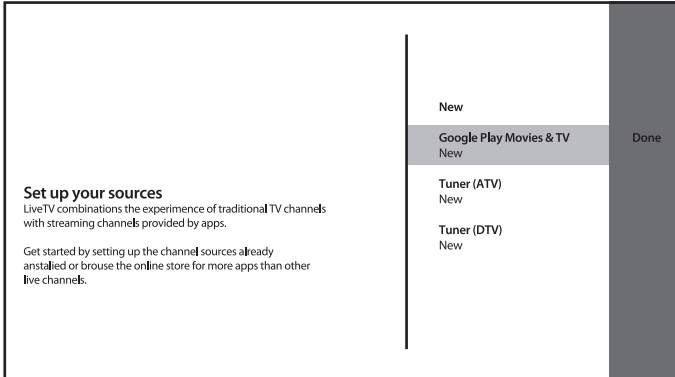 Set up your sources
LiveTV combinations the experimence of traditional TV channels
with streaming channels provided by apps.
Get started by setting up the channel sources already
anstalied or brouse the online store for more apps than other
live channels.
New
Google Play Movies & TV
New
Tuner (ATV)
New
Tuner (DTV)
New
Done